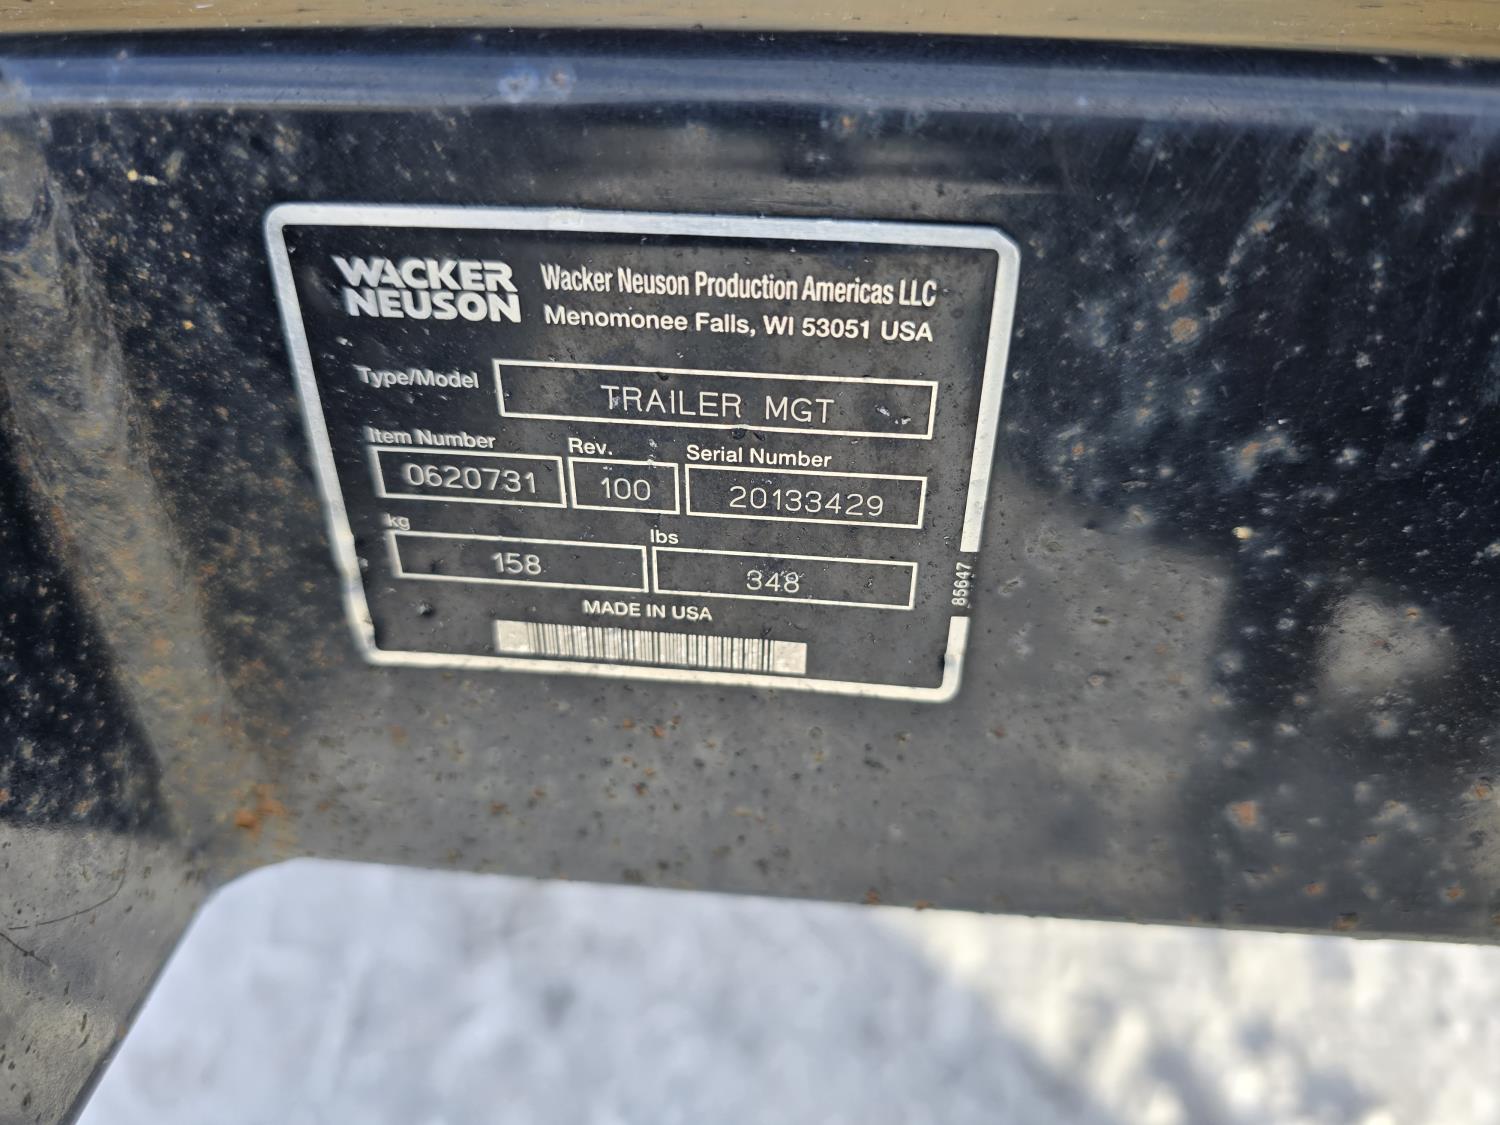 WACKER
NEUSON
Wacker Neuson Production Americas LLC
Menomonee Falls, WI 53051 USA
Type/Model
TRAILER MGT
Item Number Rev. Serial Number
0620731 100 20133429
kg lbs
158 348
MADE IN USA
85647